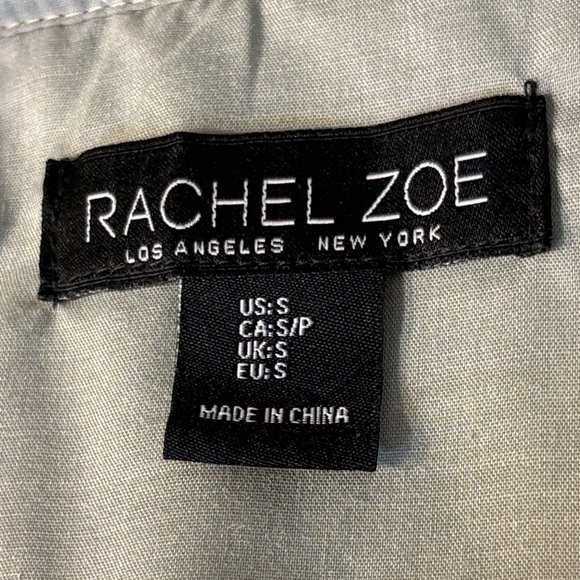 RACHEL ZOE
LOS ANGELES NEW YORK
US:S
CA:S/P
UK:S
EU:S
MADE IN CHINA